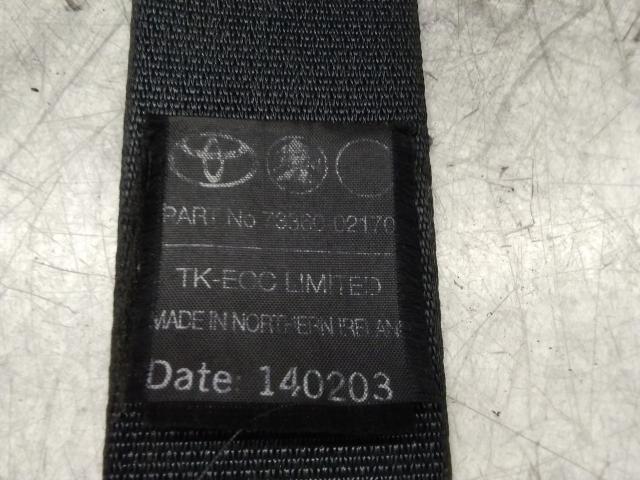 PART No 73360-02170
TK-ECC LIMITED
MADE IN NORTHERN IRELAND
Date: 140203